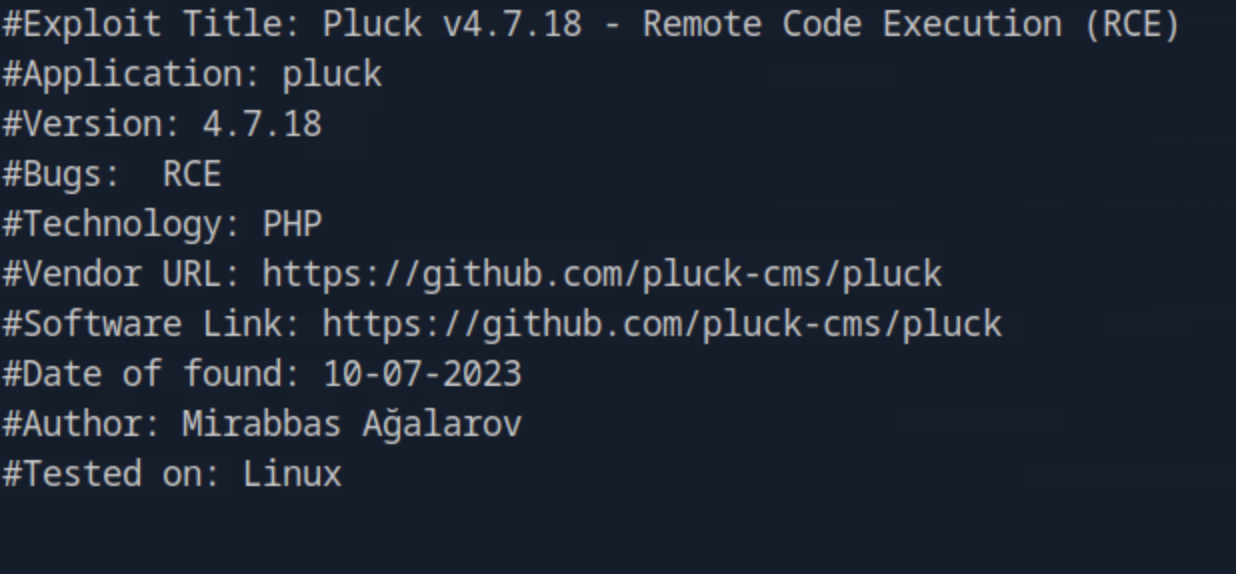 #Exploit Title: Pluck v4.7.18 - Remote Code Execution (RCE)
#Application: pluck
#Version: 4.7.18
#Bugs:  RCE
#Technology: PHP
#Vendor URL: https://github.com/pluck-cms/pluck
#Software Link: https://github.com/pluck-cms/pluck
#Date of found: 10-07-2023
#Author: Mirabbas Ağalarov
#Tested on: Linux